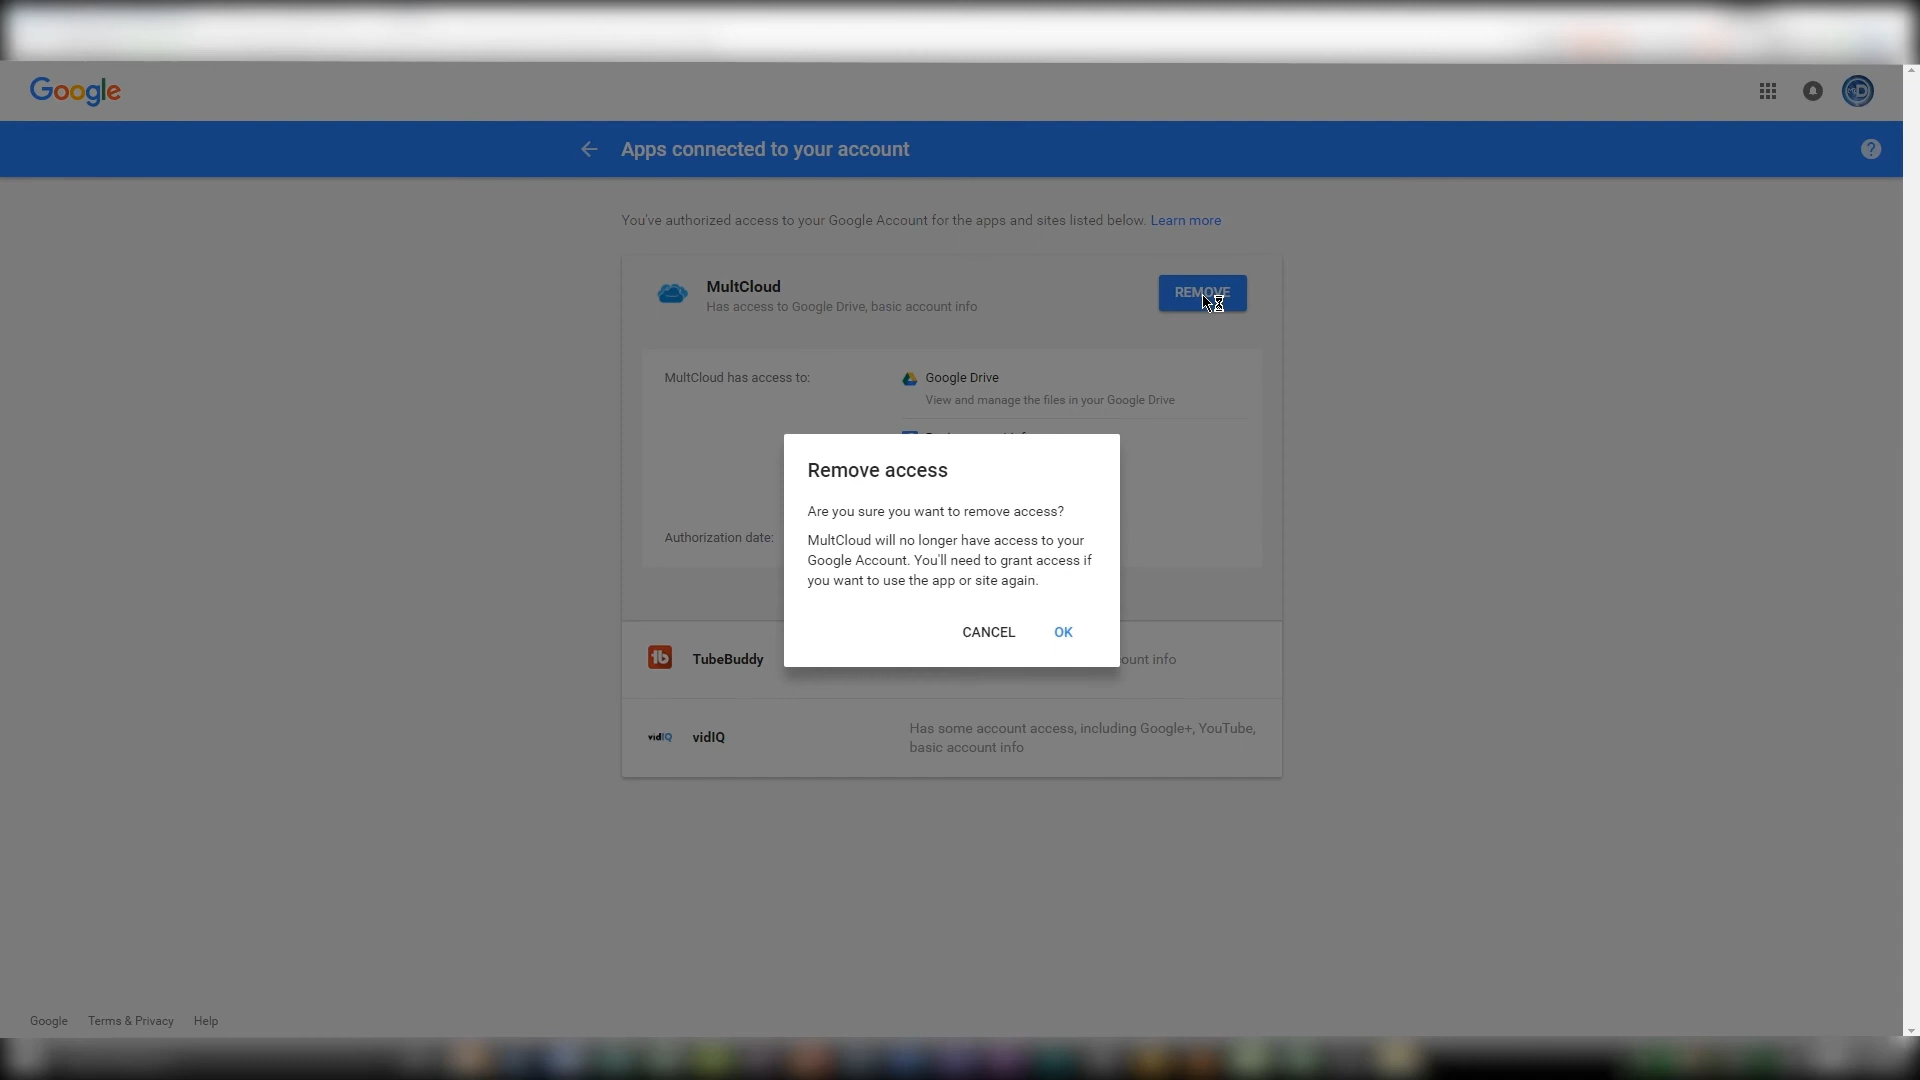 Google
Apps connected to your account
You've authorized access to your Google Account for the apps and sites listed below. Learn more
MultCloud
Has access to Google Drive, basic account info
REMOVE
MultCloud has access to:
Google Drive
View and manage the files in your Google Drive
Remove access
Are you sure you want to remove access?
MultCloud will no longer have access to your
Google Account. You'll need to grant access if
you want to use the app or site again.
CANCEL OK
Authorization date:
TubeBuddy
ount info
vidIQ vidIQ
Has some account access, including Google+, YouTube,
basic account info
Google Terms & Privacy Help